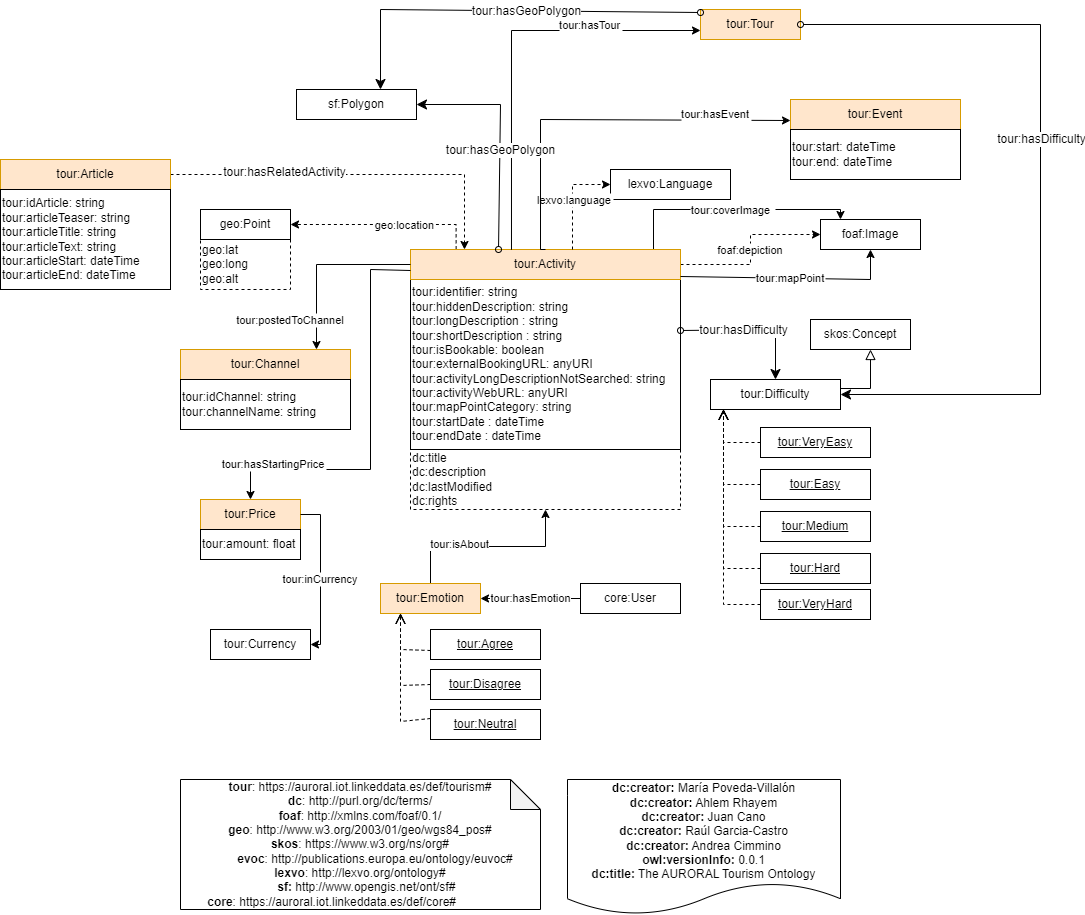 tour:hasGeoPolygon
tour:hasTour
tour:Tour
sf:Polygon
tour:hasEvent
tour:Event
tour:start: dateTime
tour:end: dateTime
tour:hasDifficulty
tour:hasGeoPolygon
tour:Article
tour:idArticle: string
tour:articleTeaser: string
tour:articleTitle: string
tour:articleText: string
tour:articleStart: dateTime
tour:articleEnd: dateTime
tour:hasRelatedActivity
lexvo:Language
lexvo:language
geo:Point
geo:lat
geo:long
geo:alt
geo:location
tour:coverImage
foaf:Image
foaf:depiction
tour:mapPoint
tour:Activity
tour:identifier: string
tour:hiddenDescription: string
tour:longDescription : string
tour:shortDescription : string
tour:isBookable: boolean
tour:externalBookingURL: anyURI
tour:activityLongDescriptionNotSearched: string
tour:activityWebURL: anyURI
tour:mapPointCategory: string
tour:startDate : dateTime
tour:endDate : dateTime
dc:title
dc:description
dc:lastModified
dc:rights
tour:postedToChannel
tour:Channel
tour:idChannel: string
tour:channelName: string
tour:hasDifficulty
skos:Concept
tour:Difficulty
tour:VeryEasy
tour:Easy
tour:Medium
tour:Hard
tour:VeryHard
tour:hasStartingPrice
tour:Price
tour:amount: float
tour:inCurrency
tour:Currency
tour:isAbout
tour:Emotion
tour:hasEmotion
core:User
tour:Agree
tour:Disagree
tour:Neutral
tour: https://auroral.iot.linkeddata.es/def/tourism#
dc: http://purl.org/dc/terms/
foaf: http://xmlns.com/foaf/0.1/
geo: http://www.w3.org/2003/01/geo/wgs84_pos#
skos: https://www.w3.org/ns/org#
evoc: http://publications.europa.eu/ontology/euvoc#
lexvo: http://lexvo.org/ontology#
sf: http://www.opengis.net/ont/sf#
core: https://auroral.iot.linkeddata.es/def/core#
dc:creator: María Poveda-Villalón
dc:creator: Ahlem Rhayem
dc:creator: Juan Cano
dc:creator: Raúl Garcia-Castro
dc:creator: Andrea Cimmino
owl:versionInfo: 0.0.1
dc:title: The AURORAL Tourism Ontology